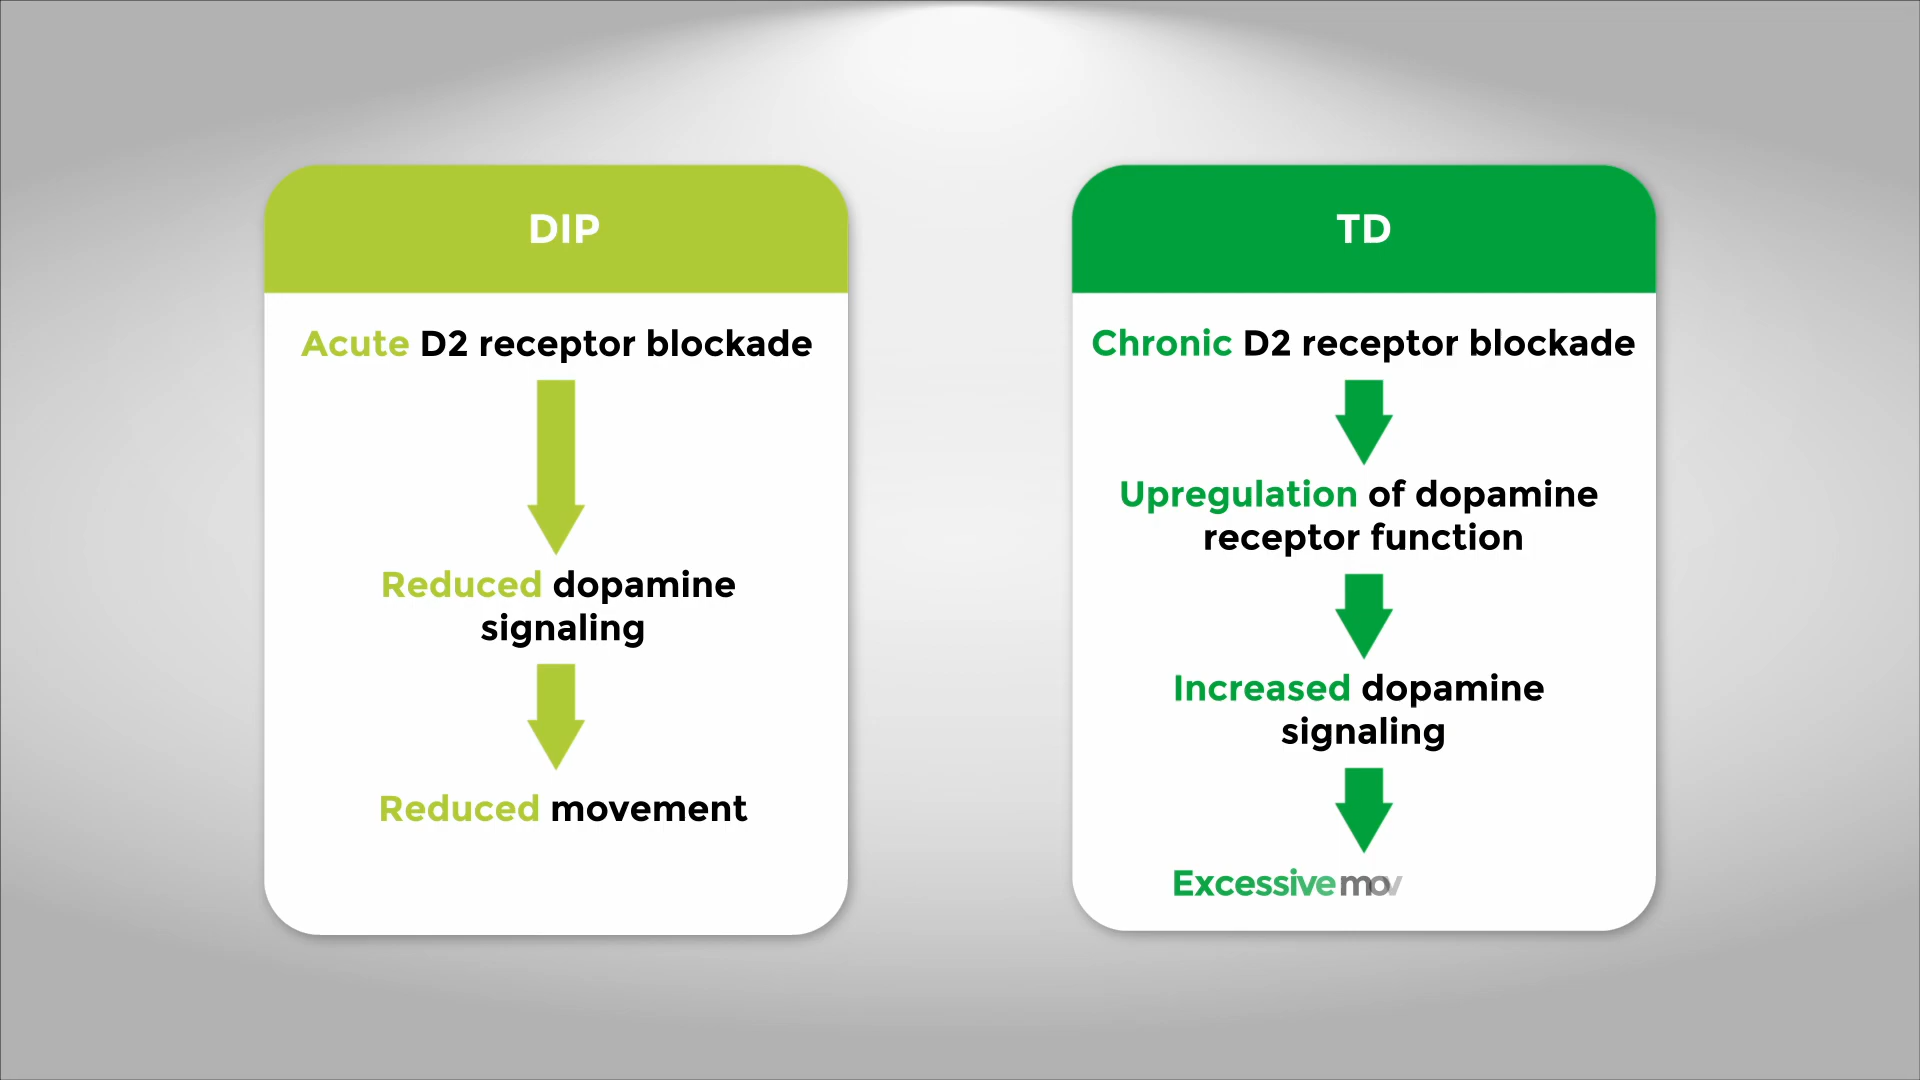 DIP
Acute D2 receptor blockade
Reduced dopamine
signaling
Reduced movement
TD
Chronic D2 receptor blockade
Upregulation of dopamine
receptor function
Increased dopamine
signaling
Excessive mov